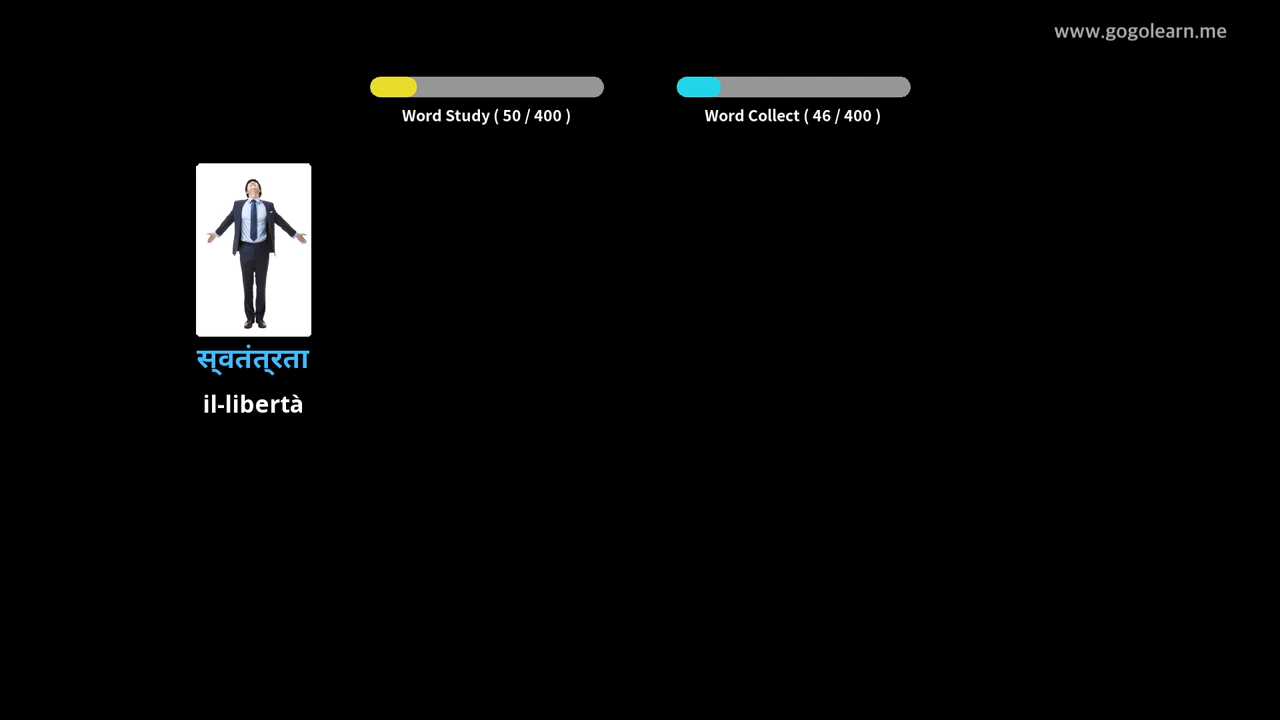 www.gogolearn.me
Word Study ( 50 / 400 )
Word Collect ( 46 / 400 )
स्वतंत्रता
il-libertà